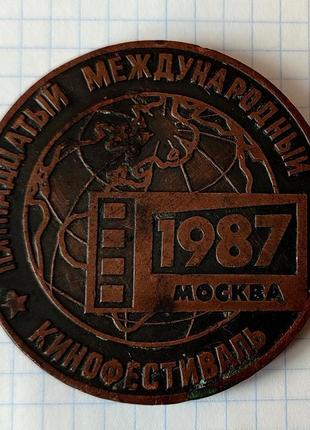 ПЯТНАДЦАТЫЙ МЕЖДУНАРОДНЫЙ
1987
МОСКВА
КИНОФЕСТИВАЛЬ